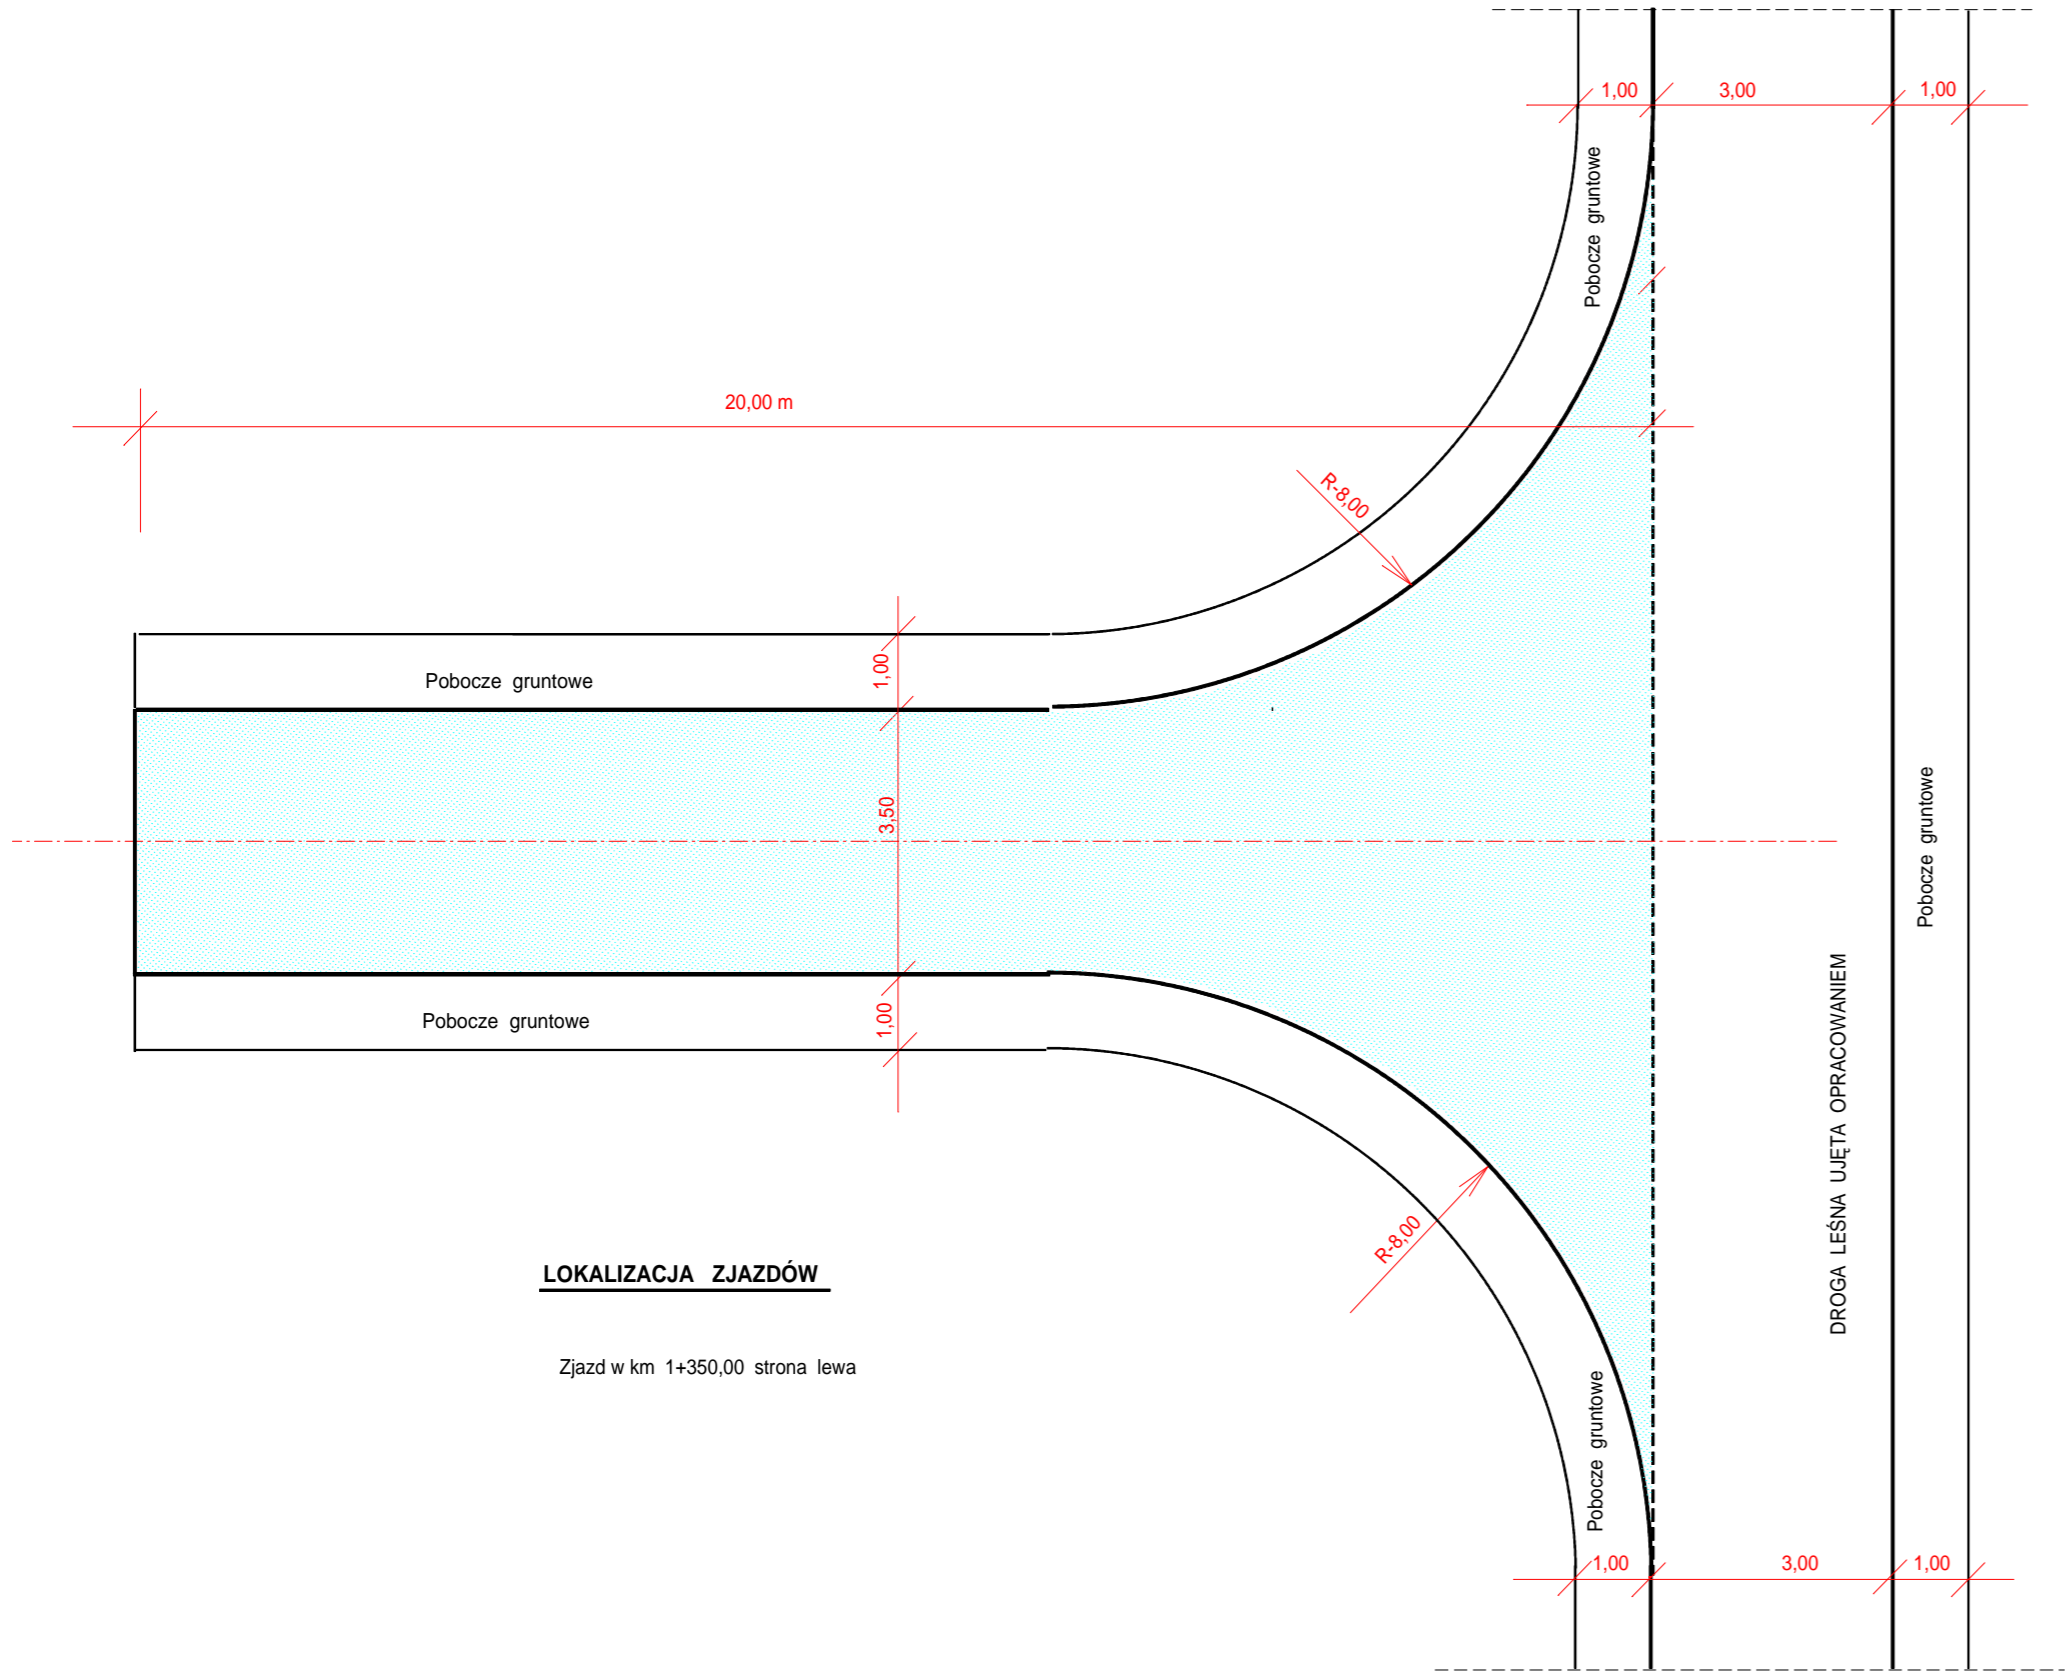 1,00
3,00
1,00
Pobocze gruntowe
20,00 m
R-8,00
1,00
Pobocze gruntowe
3,50
Pobocze gruntowe
1,00
Pobocze gruntowe
DROGA LEŚNA UJĘTA OPRACOWANIEM
R-8,00
LOKALIZACJA ZJAZDÓW
Zjazd w km 1+350,00 strona lewa
Pobocze gruntowe
1,00
3,00
1,00